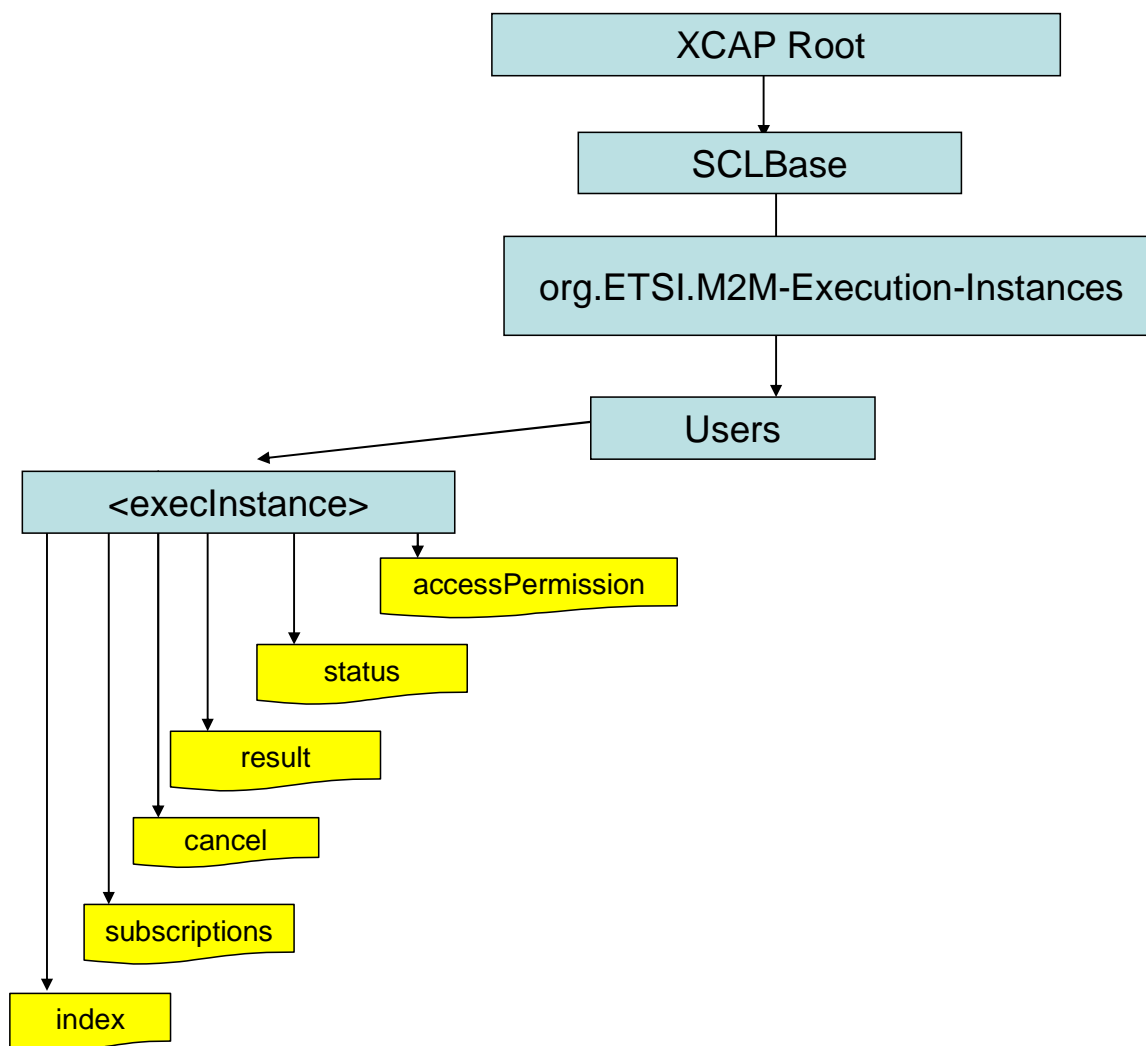 XCAP Root
SCLBase
org.ETSI.M2M-Execution-Instances
Users
<execInstance>
accessPermission
status
result
cancel
subscriptions
index